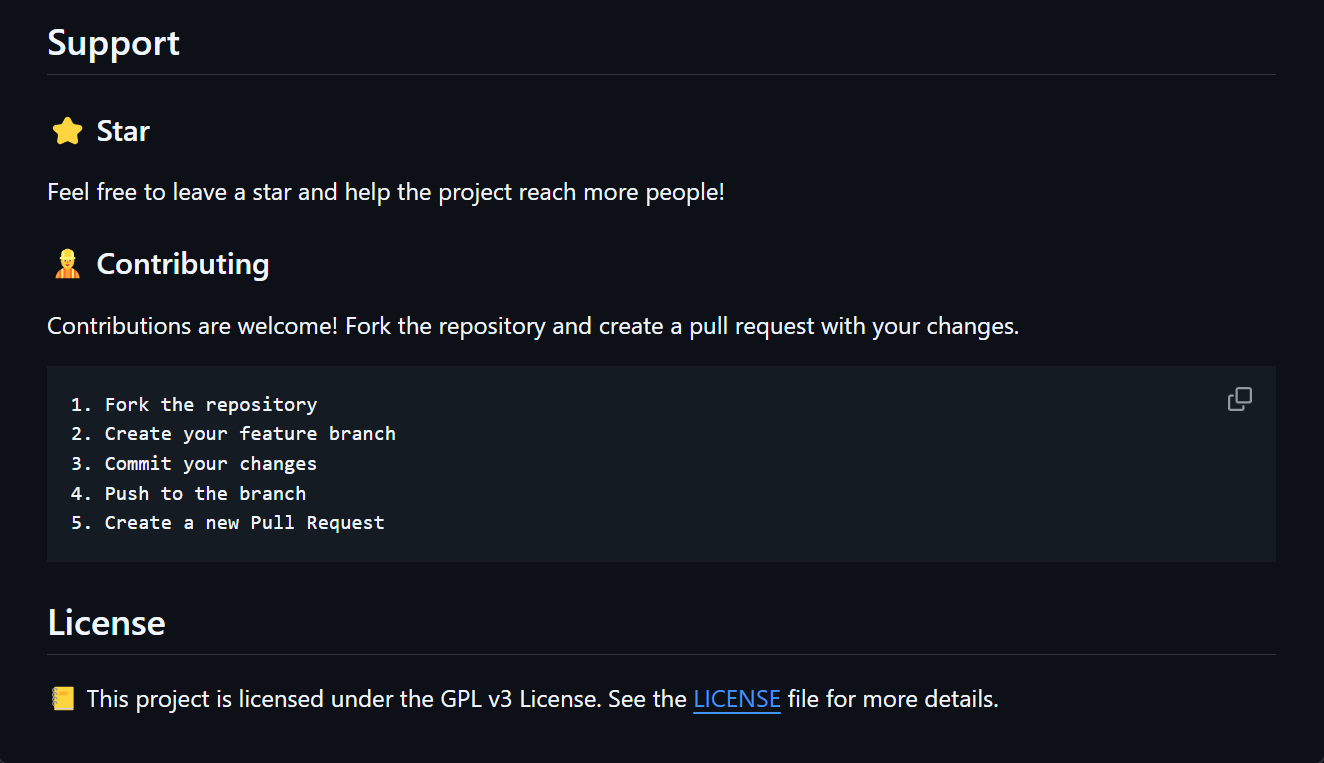 Support
⭐ Star
Feel free to leave a star and help the project reach more people!
👷 Contributing
Contributions are welcome! Fork the repository and create a pull request with your changes.
1. Fork the repository
2. Create your feature branch
3. Commit your changes
4. Push to the branch
5. Create a new Pull Request
License
📒 This project is licensed under the GPL v3 License. See the LICENSE file for more details.